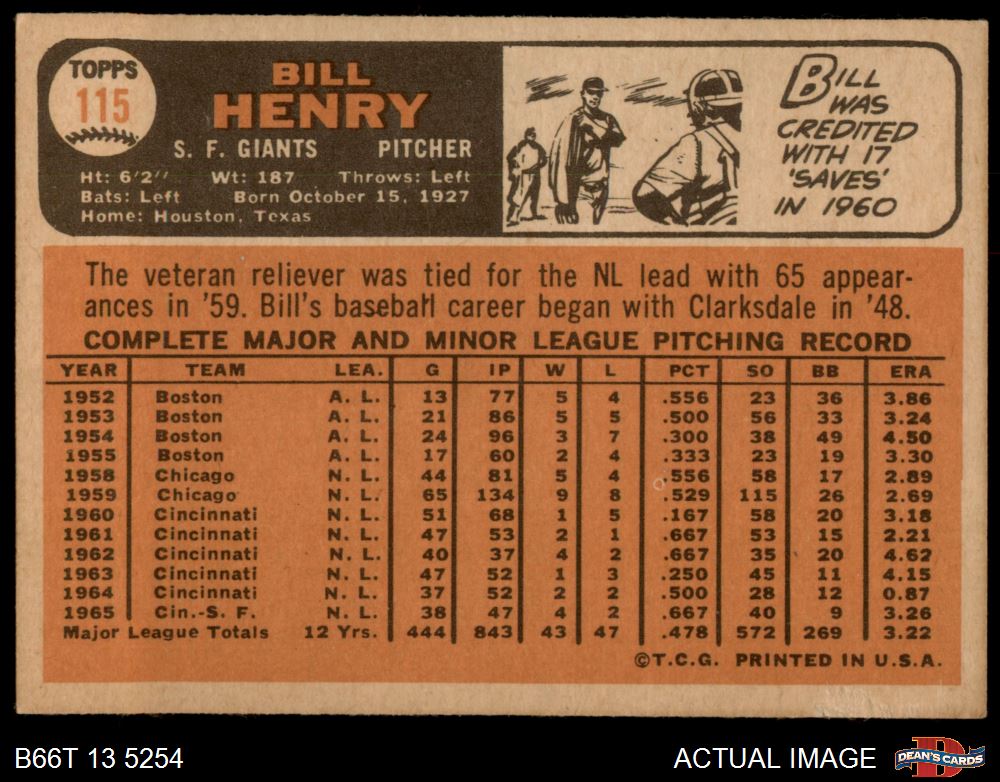 TOPPS
115
BILL
HENRY
S. F. GIANTS PITCHER
Ht: 6'2" Wt: 187 Throws: Left
Bats: Left Born October 15, 1927
Home: Houston, Texas
BILL
WAS
CREDITED
WITH 17
'SAVES'
IN 1960
The veteran reliever was tied for the NL lead with 65 appear-
ances in '59. Bill's baseball career began with Clarksdale in '48.
COMPLETE MAJOR AND MINOR LEAGUE PITCHING RECORD
YEAR TEAM LEA. G IP W L PCT SO BB ERA
1952 Boston A. L. 13 77 5 4 .556 23 36 3.86
1953 Boston A. L. 21 86 5 5 .500 56 33 3.24
1954 Boston A. L. 24 96 3 7 .300 38 49 4.50
1955 Boston A. L. 17 60 2 4 .333 23 19 3.30
1958 Chicago N. L. 44 81 5 4 .556 58 17 2.89
1959 Chicago N. L. 65 134 9 8 .529 115 26 2.69
1960 Cincinnati N. L. 51 68 1 5 .167 58 20 3.18
1961 Cincinnati N. L. 47 53 2 1 .667 53 15 2.21
1962 Cincinnati N. L. 40 37 4 2 .667 35 20 4.62
1963 Cincinnati N. L. 47 52 1 3 .250 45 11 4.15
1964 Cincinnati N. L. 37 52 2 2 .500 28 12 0.87
1965 Cin.-S. F. N. L. 38 47 4 2 .667 40 9 3.26
Major League Totals 12 Yrs. 444 843 43 47 .478 572 269 3.22
©T.C.G. PRINTED IN U.S.A.
B66T 13 5254 ACTUAL IMAGE
D
DEAN'S CARDS